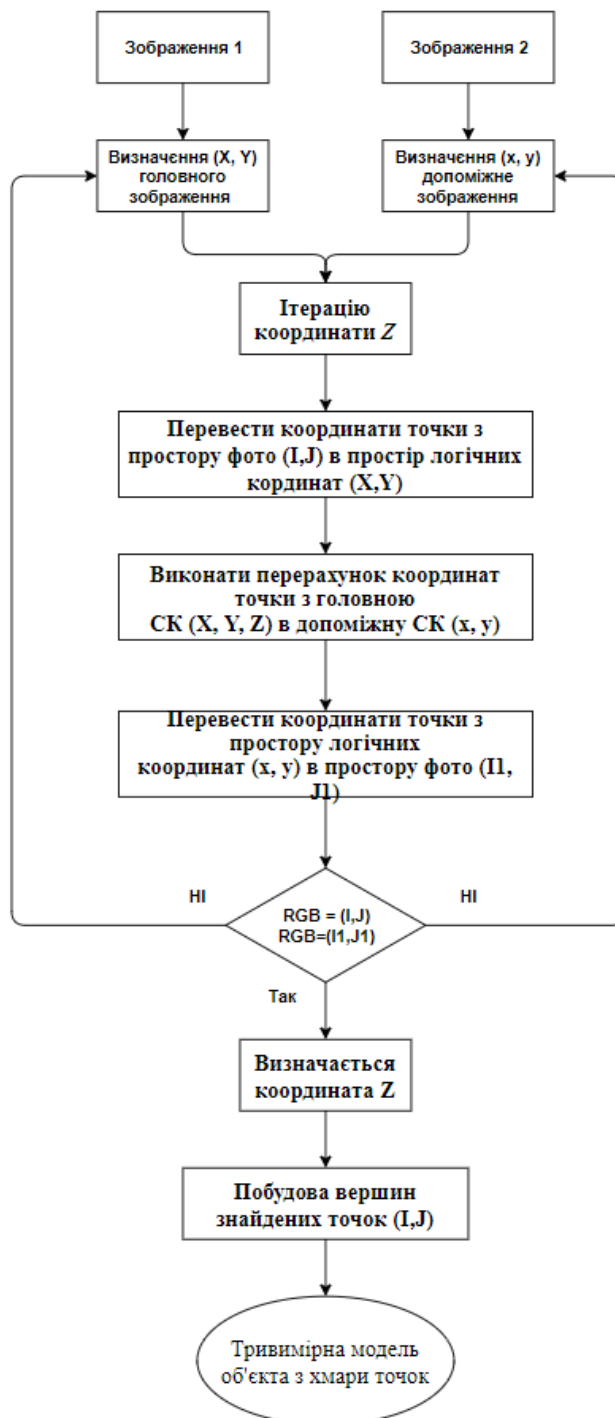 Зображення 1
Зображення 2
Визначєння (X, Y)
головного
зображення
Визначєння (x, y)
допоміжне
зображення
Ітерацію
координати Z
Перевести координати точки з
простору фото (I,J) в простір логічних
кординат (X,Y)
Виконати перерахунок координат
точки з головною
СК (X, Y, Z) в допоміжну СК (x, y)
Перевести координати точки з
простору логічних
координат (x, y) в простору фото (I1,
J1)
НІ
НІ
RGB = (I,J)
RGB=(I1,J1)
Так
Визначається
координата Z
Побудова вершин
знайдених точок (I,J)
Тривимірна модель
об'єкта з хмари точок